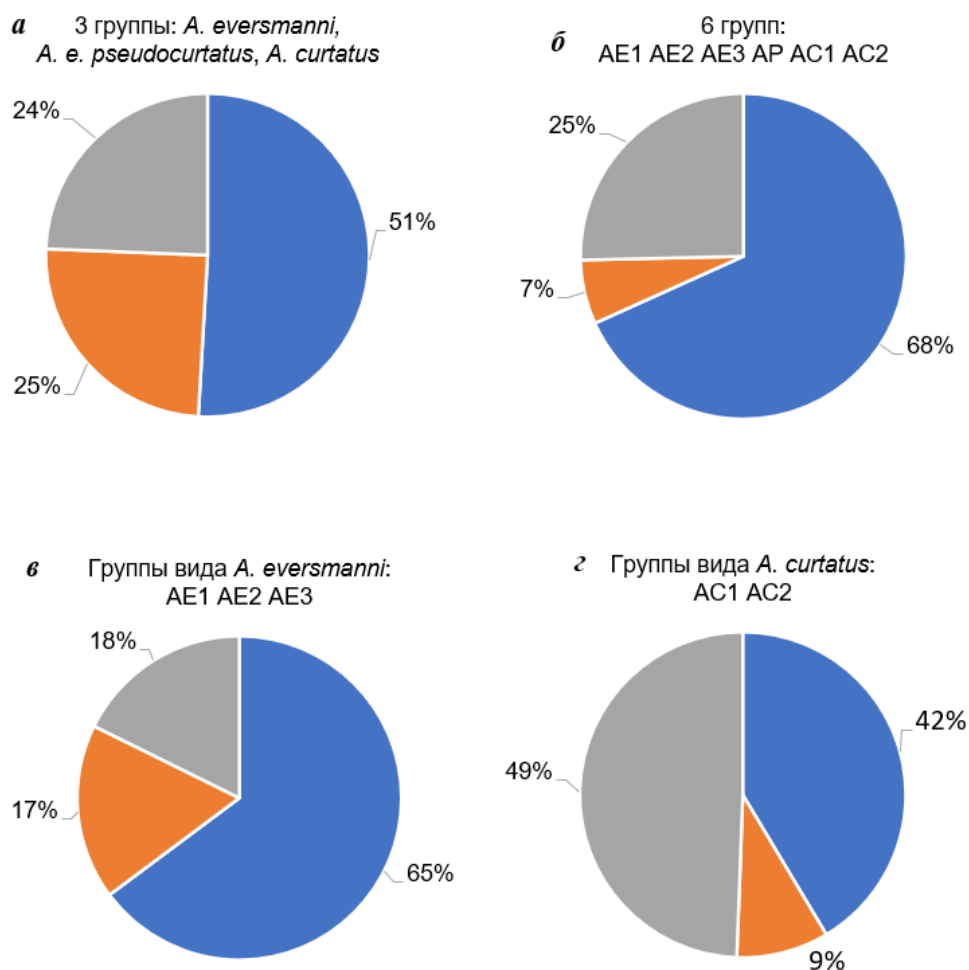 а 3 группы: A. eversmanni,
A. e. pseudocurtatus, A. curtatus
24%
51%
25%
б 6 групп:
AE1 AE2 AE3 AP AC1 AC2
25%
7%
68%
в Группы вида A. eversmanni:
AE1 AE2 AE3
18%
17%
65%
г Группы вида A. curtatus:
AC1 AC2
42%
49%
9%